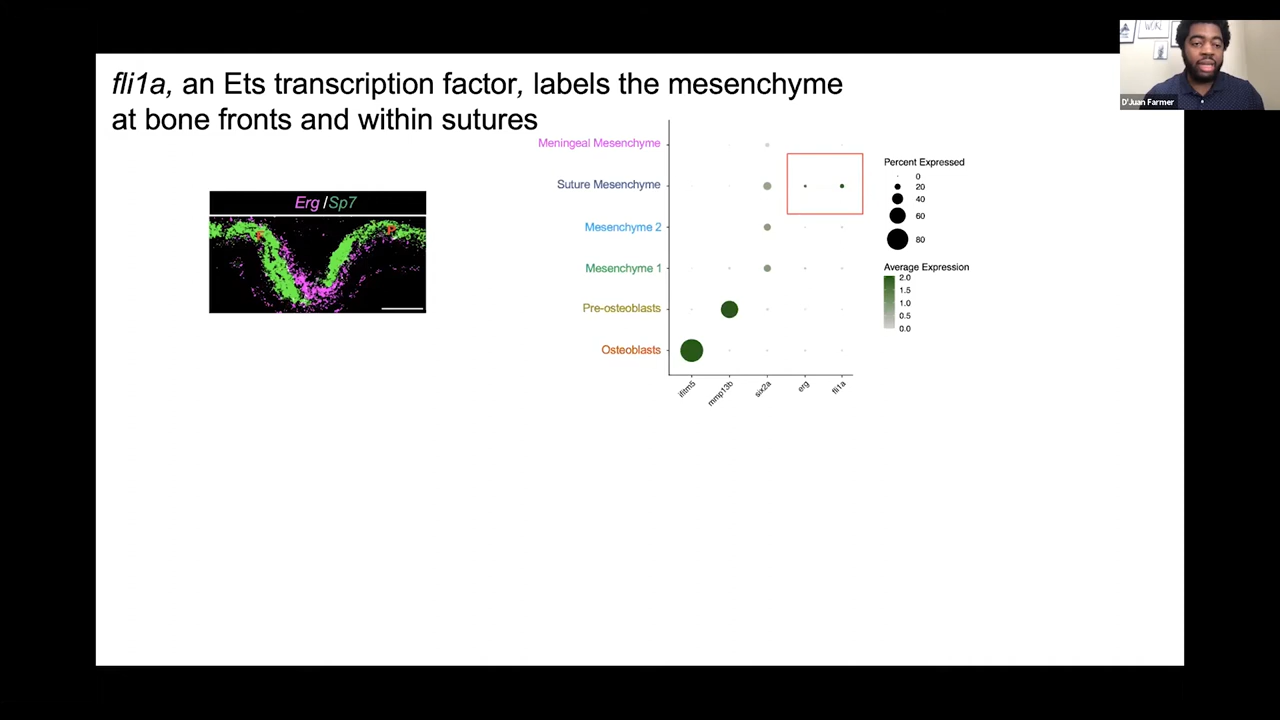 fli1a, an Ets transcription factor, labels the mesenchyme
at bone fronts and within sutures
Erg /Sp7
Meningeal Mesenchyme
Suture Mesenchyme
Mesenchyme 2
Mesenchyme 1
Pre-osteoblasts
Osteoblasts
ifitm5
mmp13b
six2a
erg
fli1a
Percent Expressed
0
20
40
60
80
Average Expression
2.0
1.5
1.0
0.5
0.0
D'Juan Farmer